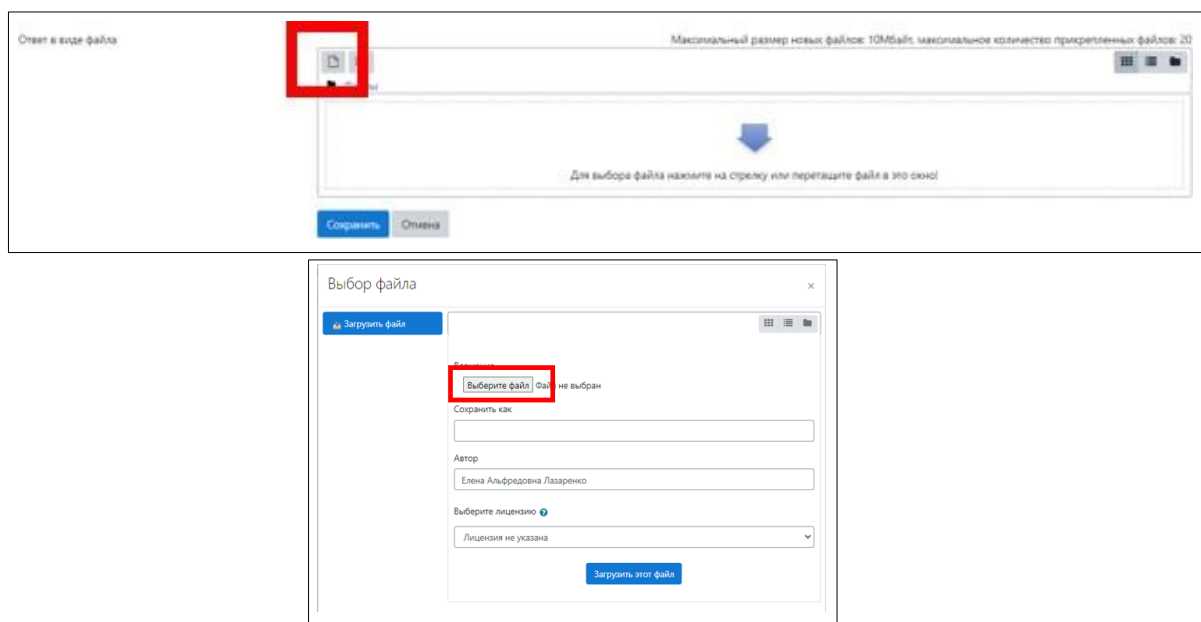 Ответ в виде файла
Максимальный размер новых файлов: 10Мбайт, максимальное количество прикрепленных файлов: 20
Для выбора файла нажмите на стрелку или перетащите файл в это окно!
Сохранить Отмена
Выбор файла ×
Загрузить файл
Выберите файл Файл не выбран
Сохранить как
Автор
Елена Альфредовна Лазаренко
Выберите лицензию
Лицензия не указана
Загрузить этот файл